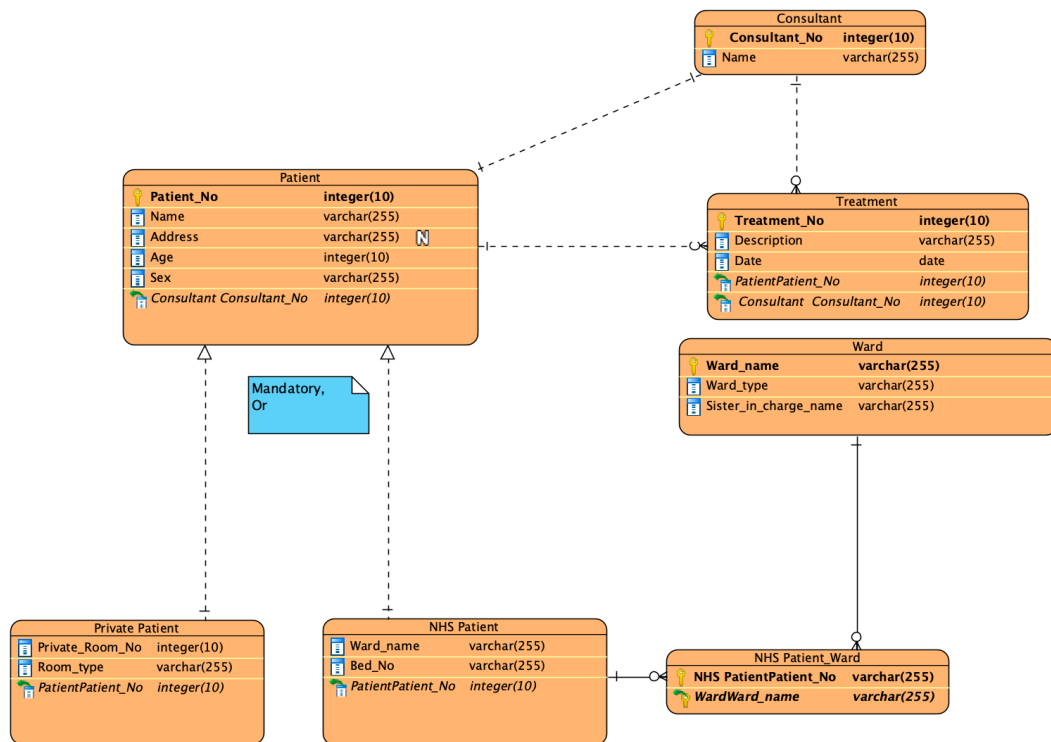 Consultant
Consultant_No integer(10)
Name varchar(255)
Patient
Patient_No integer(10)
Name varchar(255)
Address varchar(255) N
Age integer(10)
Sex varchar(255)
Consultant Consultant_No integer(10)
Treatment
Treatment_No integer(10)
Description varchar(255)
Date date
PatientPatient_No integer(10)
Consultant Consultant_No integer(10)
Ward
Ward_name varchar(255)
Ward_type varchar(255)
Sister_in_charge_name varchar(255)
Mandatory,
Or
Private Patient
Private_Room_No integer(10)
Room_type varchar(255)
PatientPatient_No integer(10)
NHS Patient
Ward_name varchar(255)
Bed_No varchar(255)
PatientPatient_No integer(10)
NHS Patient_Ward
NHS PatientPatient_No varchar(255)
WardWard_name varchar(255)